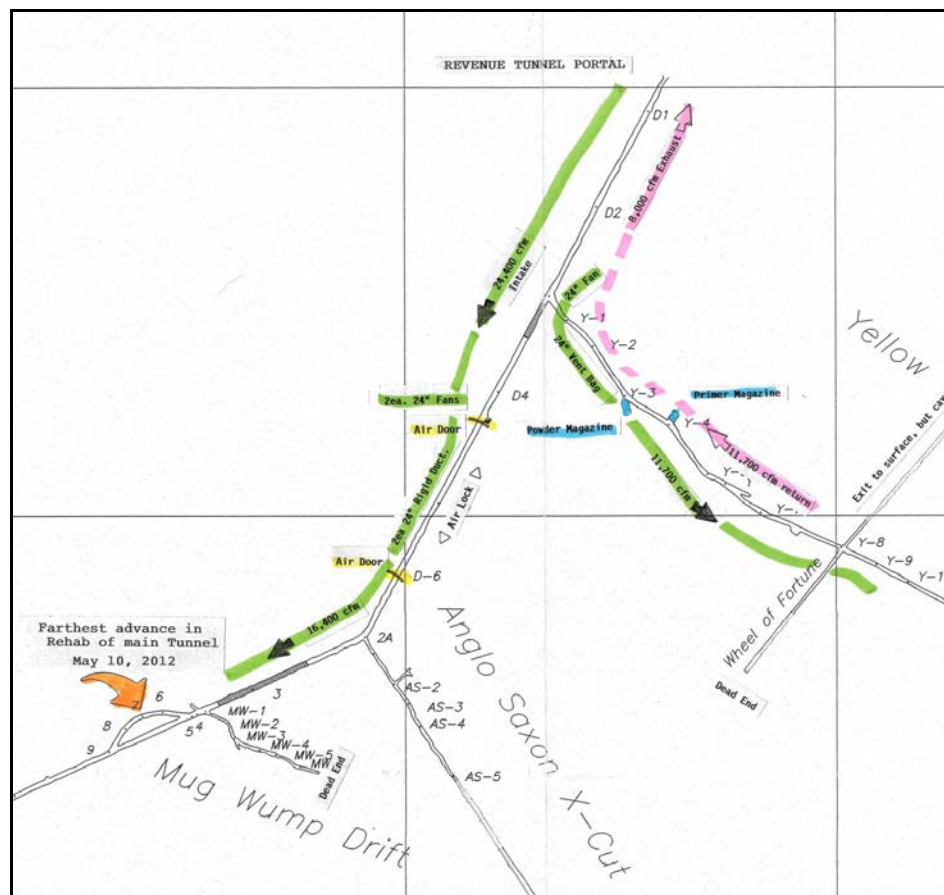 REVENUE TUNNEL PORTAL
D1
D2
8,000 cfm Exhaust
24,400 cfm
Intake
24" Fan
Y-1
Y-2
24" Vent Bag
Yellow
D4
Y-3
2ea. 24" Fans
Primer Magazine
Air Door
Powder Magazine
Y-4
11,700 cfm return
Exit to surface, but
2ea 24" Rigid Duct.
Air Lock
11,700 cfm
Air Door
D-6
Y-8
Y-9
Y-1
Wheel of Fortune
Dead End
16,400 cfm
Farthest advance in
Rehab of main Tunnel
May 10, 2012
2A
Anglo Saxon X-Cut
AS-2
AS-3
AS-4
AS-5
3
4
5
6
7
8
9
MW-1
MW-2
MW-3
MW-4
MW-5
MW
Dead End
Mug Wump Drift